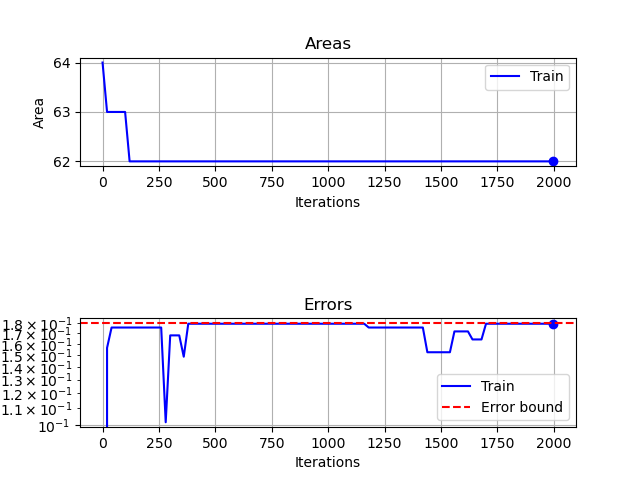 Areas
64
63
62
Area
Train
0 250 500 750 1000 1250 1500 1750 2000
Iterations
Errors
1.8 × 10⁻¹
1.7 × 10⁻¹
1.6 × 10⁻¹
1.5 × 10⁻¹
1.4 × 10⁻¹
1.3 × 10⁻¹
1.2 × 10⁻¹
1.1 × 10⁻¹
10⁻¹
Train
Error bound
0 250 500 750 1000 1250 1500 1750 2000
Iterations